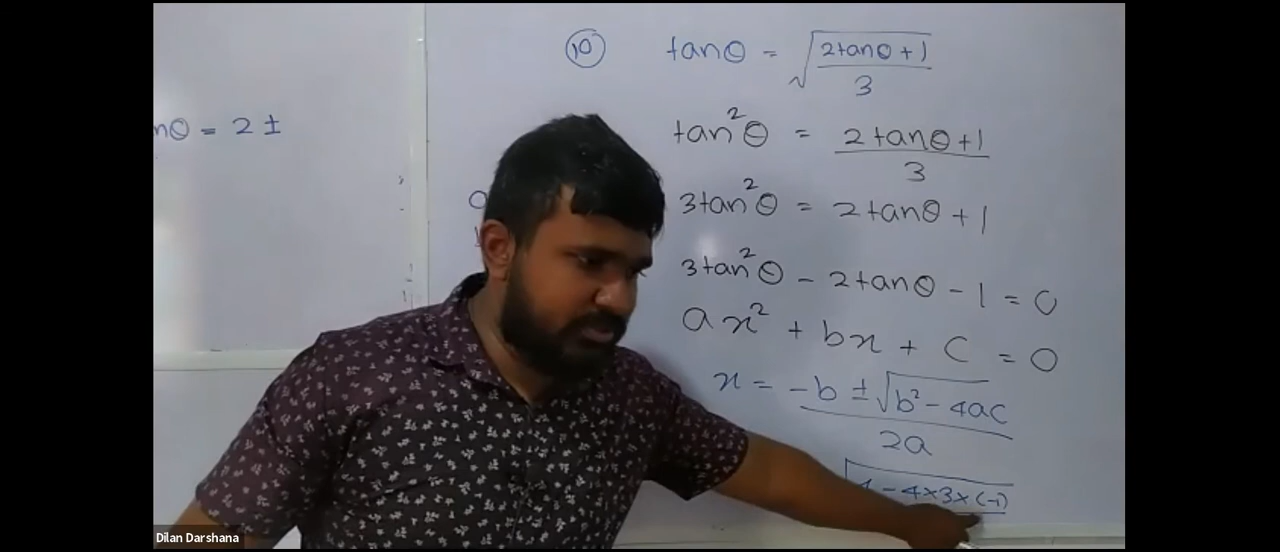 ⑩ tanθ = √(2tanθ + 1)/3
nθ = 2 ±
tan²θ = (2tanθ + 1)/3
3tan²θ = 2tanθ + 1
3tan²θ - 2tanθ - 1 = 0
ax² + bx + c = 0
x = (-b ± √(b² - 4ac))/2a
√(4 - 4×3×(-1))
Dilan Darshana